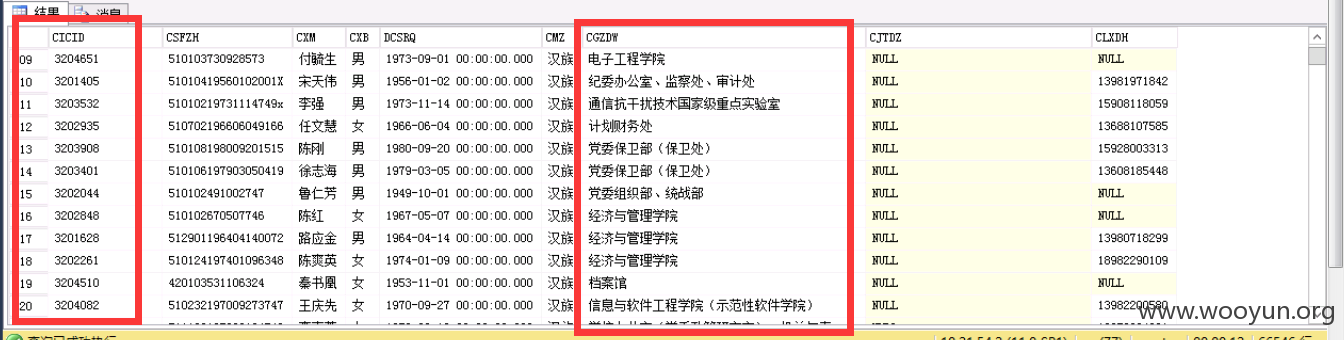 结果 消息
CICID CSFZH CXM CXB DCSRQ CMZ CGZDW CJTDZ CLXDH
09 3204651 510103730928573 付毓生 男 1973-09-01 00:00:00.000 汉族 电子工程学院 NULL NULL
10 3201405 51010419560102001X 宋天伟 男 1956-01-02 00:00:00.000 汉族 纪委办公室、监察处、审计处 NULL 13981971842
11 3203532 51010219731114749x 李强 男 1973-11-14 00:00:00.000 汉族 通信抗干扰技术国家级重点实验室 NULL 15908118059
12 3202935 510702196606049166 任文慧 女 1966-06-04 00:00:00.000 汉族 计划财务处 NULL 13688107585
13 3203908 510108198009201515 陈刚 男 1980-09-20 00:00:00.000 汉族 党委保卫部（保卫处） NULL 15928003313
14 3203401 510106197903050419 徐志海 男 1979-03-05 00:00:00.000 汉族 党委保卫部（保卫处） NULL 13608185448
15 3202044 510102491002747 鲁仁芳 男 1949-10-01 00:00:00.000 汉族 党委组织部、统战部 NULL NULL
16 3202848 510102670507746 陈红 女 1967-05-07 00:00:00.000 汉族 经济与管理学院 NULL NULL
17 3201628 512901196404140072 路应金 男 1964-04-14 00:00:00.000 汉族 经济与管理学院 NULL 13980718299
18 3202261 510124197401096348 陈爽英 女 1974-01-09 00:00:00.000 汉族 经济与管理学院 NULL 18982290109
19 3204510 420103531106324 秦书凰 女 1953-11-01 00:00:00.000 汉族 档案馆 NULL NULL
20 3204082 510232197009273747 王庆先 女 1970-09-27 00:00:00.000 汉族 信息与软件工程学院（示范性软件学院） NULL 13982200580
www.wooyun.org